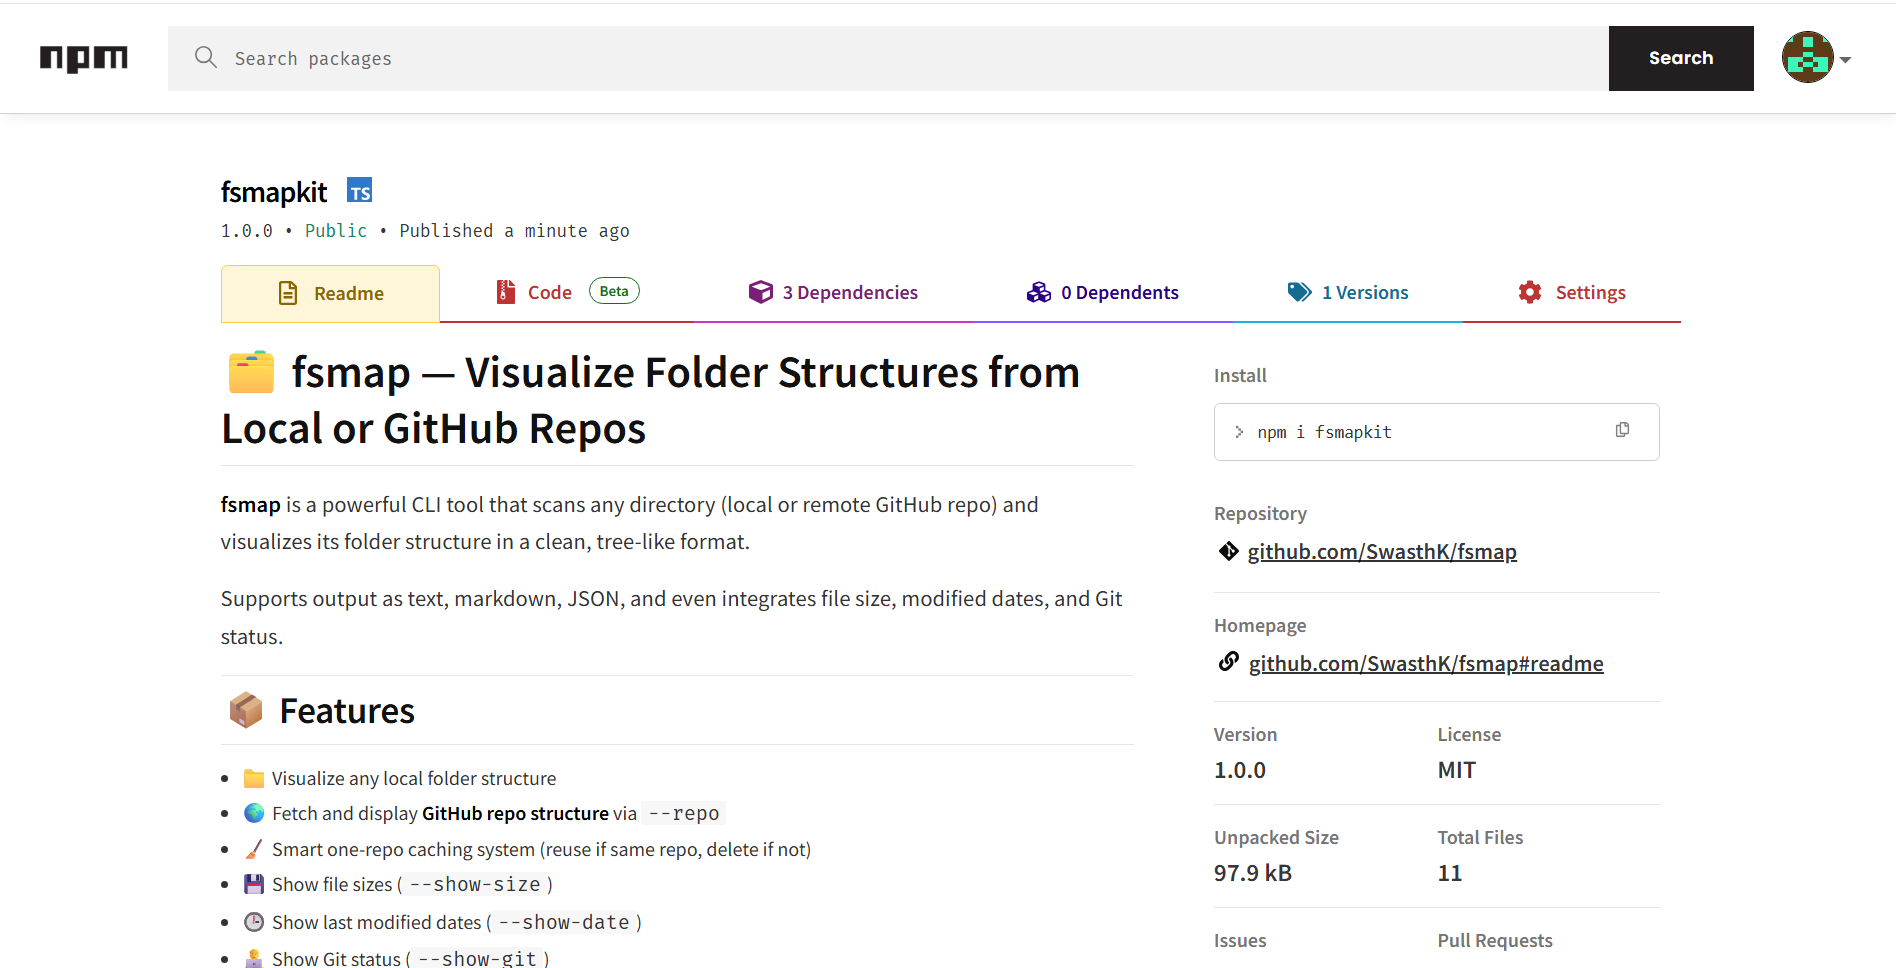 npm
Search packages
Search
fsmapkit TS
1.0.0 • Public • Published a minute ago
Readme
Code Beta
3 Dependencies
0 Dependents
1 Versions
Settings
fsmap — Visualize Folder Structures from
Local or GitHub Repos
fsmap is a powerful CLI tool that scans any directory (local or remote GitHub repo) and
visualizes its folder structure in a clean, tree-like format.
Supports output as text, markdown, JSON, and even integrates file size, modified dates, and Git
status.
Features
• Visualize any local folder structure
• Fetch and display GitHub repo structure via --repo
• Smart one-repo caching system (reuse if same repo, delete if not)
• Show file sizes ( --show-size )
• Show last modified dates ( --show-date )
• Show Git status ( --show-git )
Install
> npm i fsmapkit
Repository
github.com/SwasthK/fsmap
Homepage
github.com/SwasthK/fsmap#readme
Version
1.0.0
License
MIT
Unpacked Size
97.9 kB
Total Files
11
Issues
Pull Requests